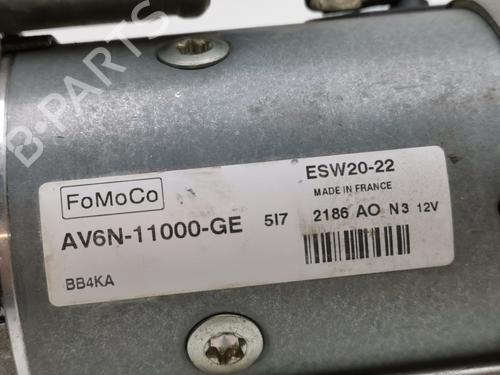 B-PARTS
FoMoCo
ESW20-22
MADE IN FRANCE
AV6N-11000-GE 5I7 2186 AO N3 12V
BB4KA